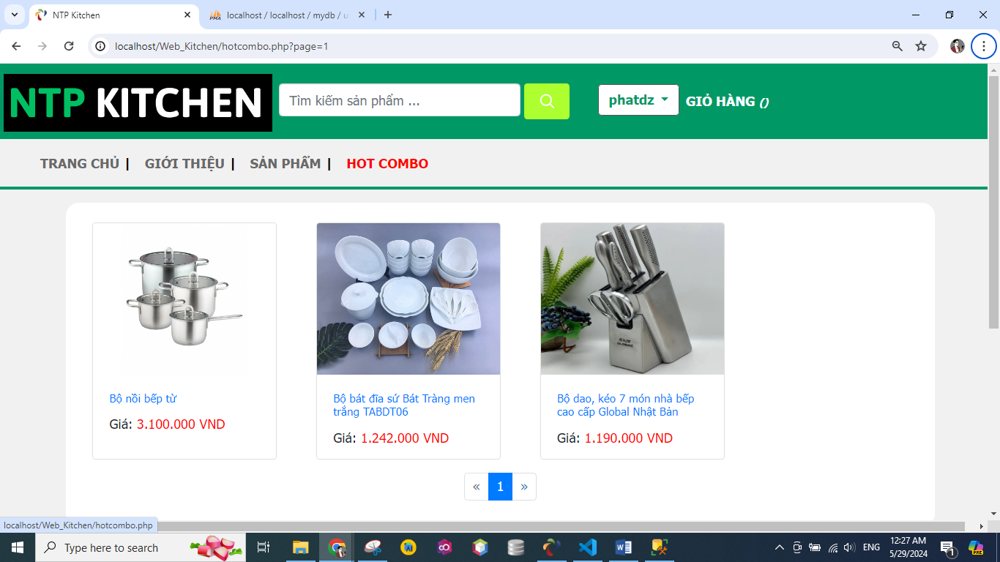 NTP Kitchen
localhost / localhost / mydb / u
localhost/Web_Kitchen/hotcombo.php?page=1
NTP KITCHEN
Tìm kiếm sản phẩm ...
phatdz
GIỎ HÀNG ()
TRANG CHỦ |
GIỚI THIỆU |
SẢN PHẨM |
HOT COMBO
Bộ nồi bếp từ
Giá: 3.100.000 VND
Bộ bát đĩa sứ Bát Tràng men
trắng TABDT06
Giá: 1.242.000 VND
GLOBAL
Bộ dao, kéo 7 món nhà bếp
cao cấp Global Nhật Bản
Giá: 1.190.000 VND
« 1 »
localhost/Web_Kitchen/hotcombo.php
Type here to search
ENG
12:27 AM
5/29/2024
1
PRE